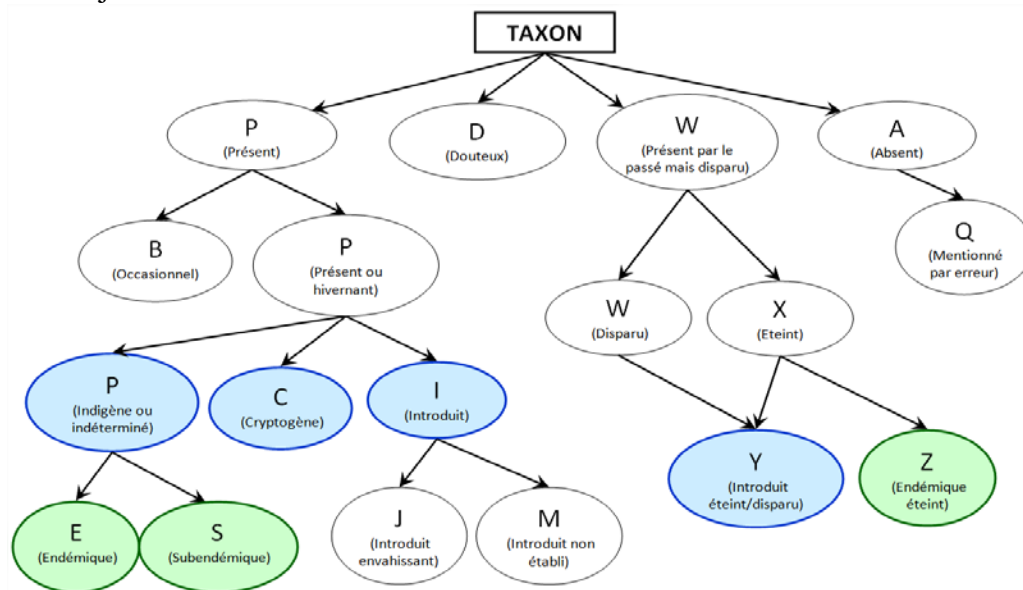 TAXON
P
(Présent)
D
(Douteux)
W
(Présent par le
passé mais disparu)
A
(Absent)
B
(Occasionnel)
P
(Présent ou
hivernant)
Q
(Mentionné
par erreur)
W
(Disparu)
X
(Eteint)
P
(Indigène ou
indéterminé)
C
(Cryptogène)
I
(Introduit)
Y
(Introduit
éteint/disparu)
Z
(Endémique
éteint)
E
(Endémique)
S
(Subendémique)
J
(Introduit
envahissant)
M
(Introduit non
établi)